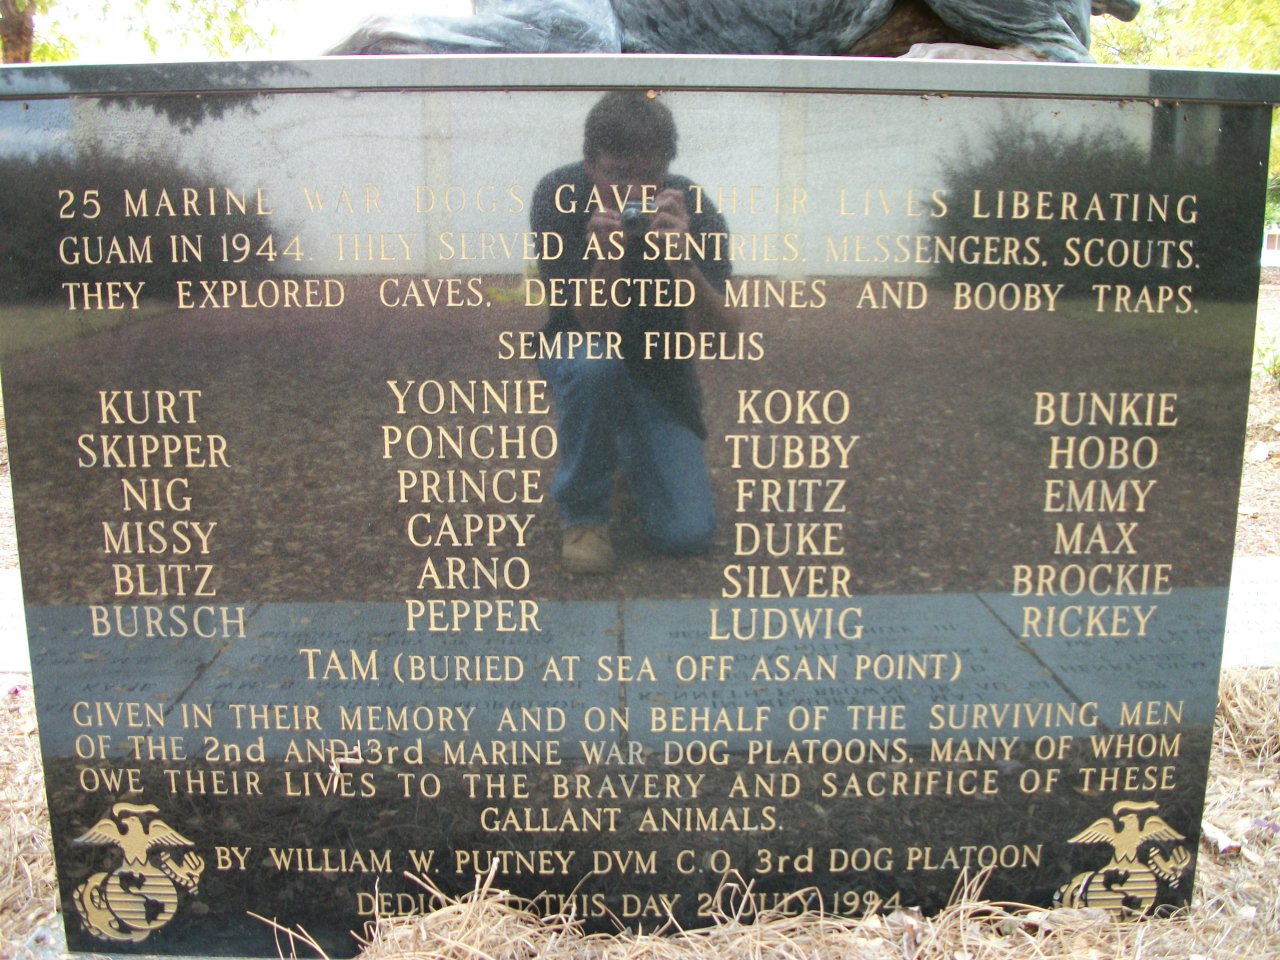 25 MARINE WAR DOGS GAVE THEIR LIVES LIBERATING
GUAM IN 1944. THEY SERVED AS SENTRIES, MESSENGERS, SCOUTS.
THEY EXPLORED CAVES, DETECTED MINES AND BOOBY TRAPS.
SEMPER FIDELIS
KURT YONNIE KOKO BUNKIE
SKIPPER PONCHO TUBBY HOBO
NIG PRINCE FRITZ EMMY
MISSY CAPPY DUKE MAX
BLITZ ARNO SILVER BROCKIE
BURSCH PEPPER LUDWIG RICKEY
TAM (BURIED AT SEA OFF ASAN POINT)
GIVEN IN THEIR MEMORY AND ON BEHALF OF THE SURVIVING MEN
OF THE 2nd AND 3rd MARINE WAR DOG PLATOONS, MANY OF WHOM
OWE THEIR LIVES TO THE BRAVERY AND SACRIFICE OF THESE
GALLANT ANIMALS.
BY WILLIAM W. PUTNEY DVM C.O. 3rd DOG PLATOON
DEDICATED THIS DAY JULY 1994